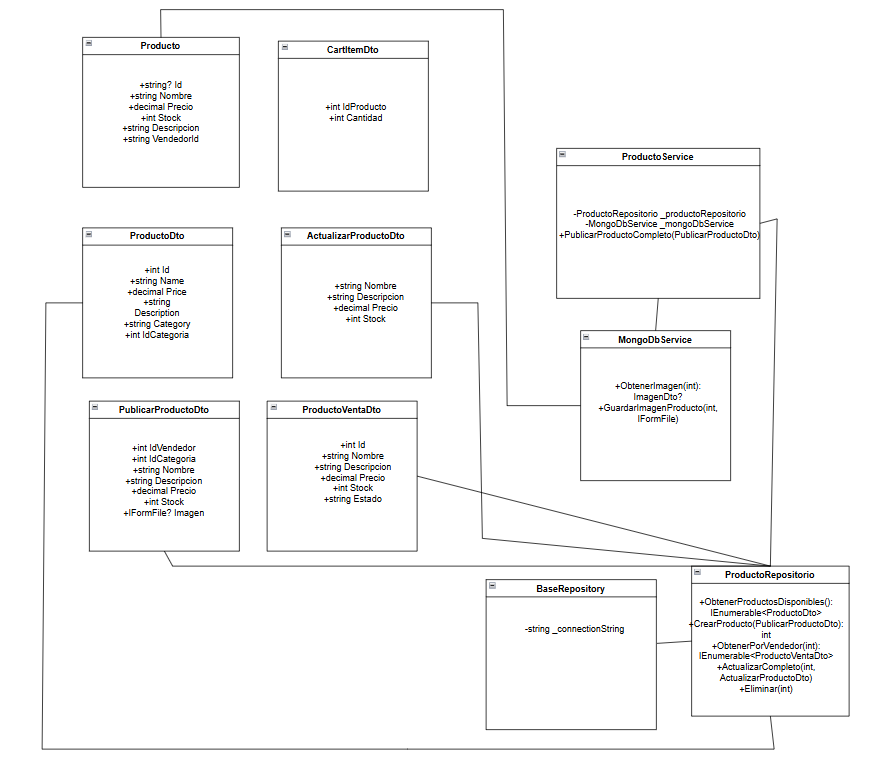 Producto
+string? Id
+string Nombre
+decimal Precio
+int Stock
+string Descripcion
+string VendedorId
CartItemDto
+int IdProducto
+int Cantidad
ProductoService
-ProductoRepositorio _productoRepositorio
-MongoDbService _mongoDbService
+PublicarProductoCompleto(PublicarProductoDto)
ProductoDto
+int Id
+string Name
+decimal Price
+string
Description
+string Category
+int IdCategoria
ActualizarProductoDto
+string Nombre
+string Descripcion
+decimal Precio
+int Stock
MongoDbService
+ObtenerImagen(int):
ImagenDto?
+GuardarImagenProducto(int,
IFormFile)
PublicarProductoDto
+int IdVendedor
+int IdCategoria
+string Nombre
+string Descripcion
+decimal Precio
+int Stock
+IFormFile? Imagen
ProductoVentaDto
+int Id
+string Nombre
+string Descripcion
+decimal Precio
+int Stock
+string Estado
BaseRepository
-string _connectionString
ProductoRepositorio
+ObtenerProductosDisponibles():
IEnumerable<ProductoDto>
+CrearProducto(PublicarProductoDto):
int
+ObtenerPorVendedor(int):
IEnumerable<ProductoVentaDto>
+ActualizarCompleto(int,
ActualizarProductoDto)
+Eliminar(int)